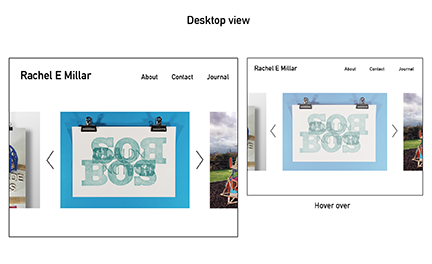 Desktop view
Rachel E Millar
About Contact Journal
Rachel E Millar
About Contact Journal
Hover over